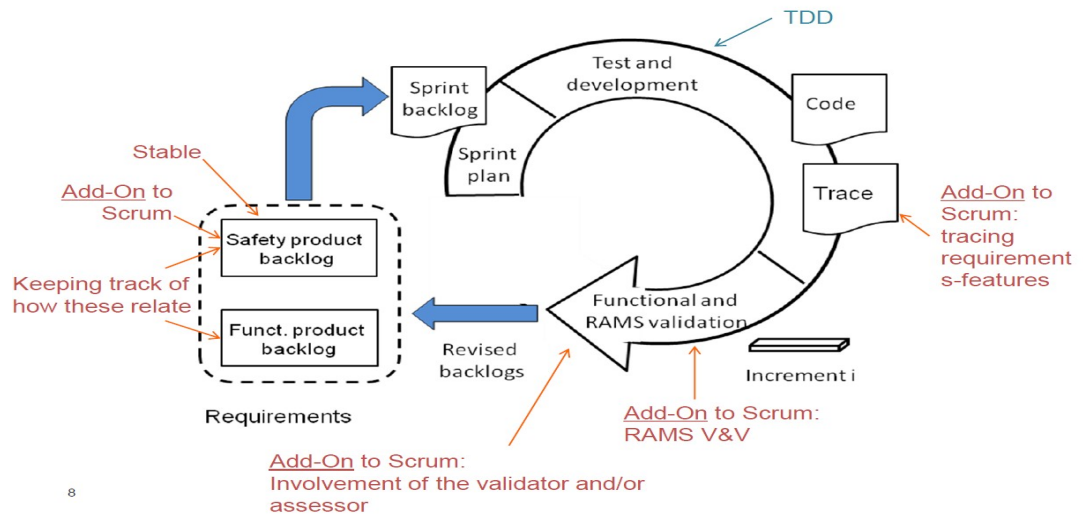 TDD
Test and
development
Sprint
backlog
Code
Sprint
plan
Stable
Trace
Add-On to
Scrum
Add-On to
Scrum:
tracing
requirement
s-features
Safety product
backlog
Keeping track of
how these relate
Functional and
RAMS validation
Funct. product
backlog
Revised
backlogs
Increment i
Requirements
Add-On to Scrum:
RAMS V&V
Add-On to Scrum:
Involvement of the validator and/or
assessor
8